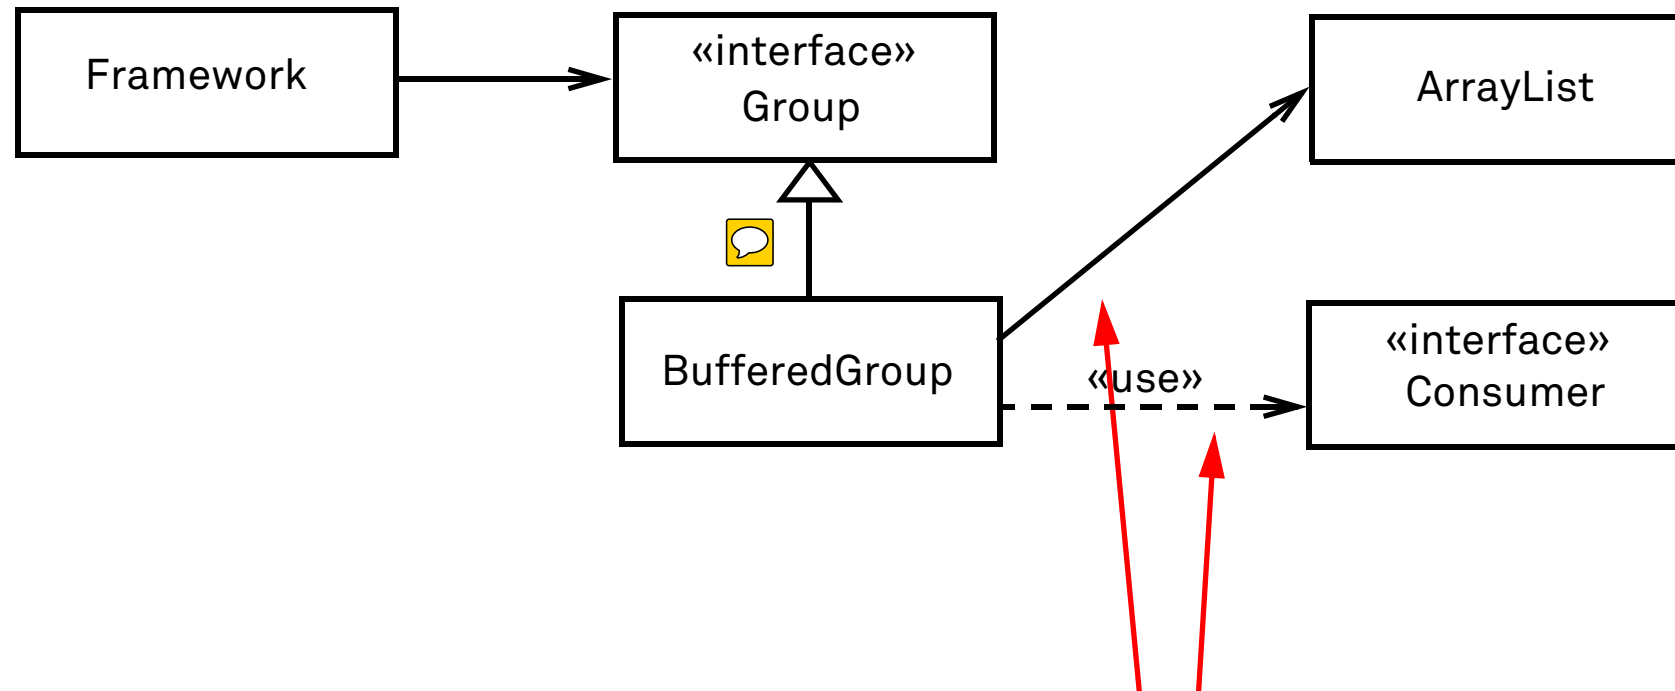 Framework
«interface»
Group
ArrayList
BufferedGroup
«use»
«interface»
Consumer